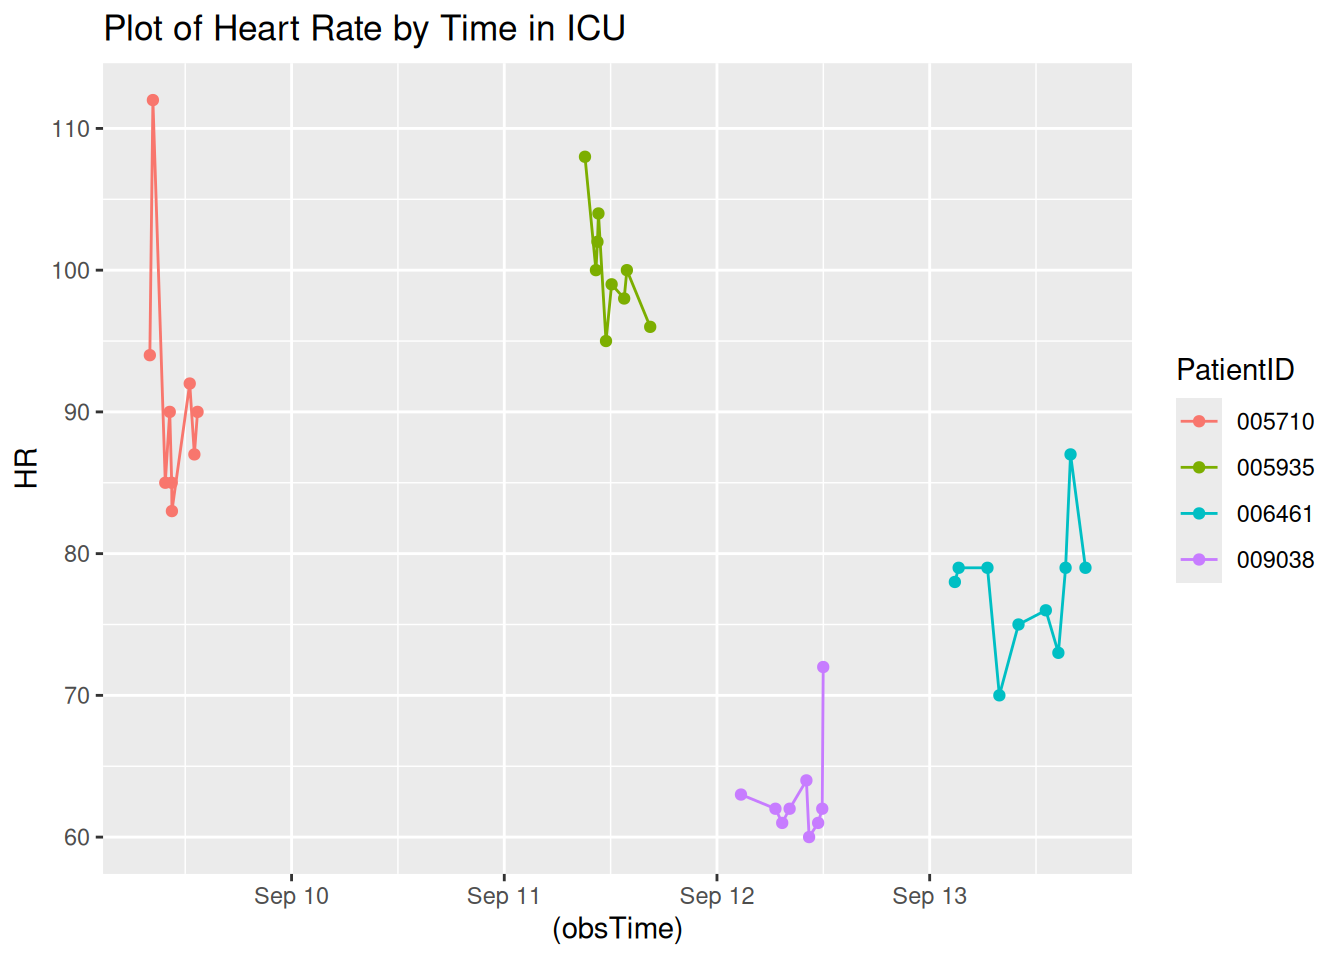 Plot of Heart Rate by Time in ICU
110
100
90
80
70
60
HR
Sep 10
Sep 11
Sep 12
Sep 13
(obsTime)
PatientID
005710
005935
006461
009038